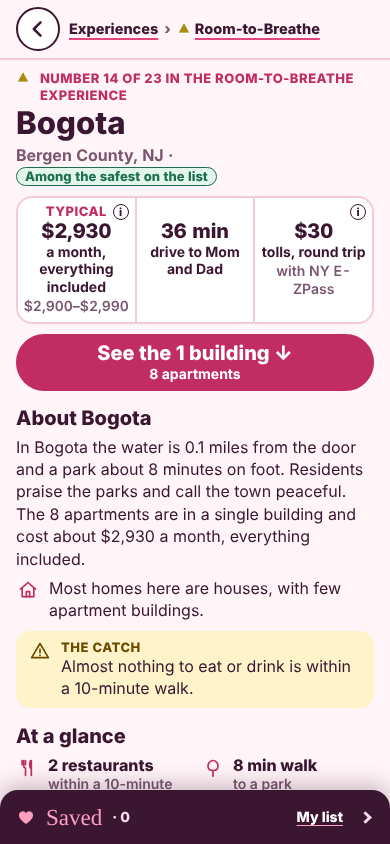 Experiences › Room-to-Breathe
NUMBER 14 OF 23 IN THE ROOM-TO-BREATHE
EXPERIENCE
Bogota
Bergen County, NJ ·
Among the safest on the list
TYPICAL
$2,930
a month,
everything
included
$2,900–$2,990
36 min
drive to Mom
and Dad
$30
tolls, round trip
with NY E-
ZPass
See the 1 building ↓
8 apartments
About Bogota
In Bogota the water is 0.1 miles from the door
and a park about 8 minutes on foot. Residents
praise the parks and call the town peaceful.
The 8 apartments are in a single building and
cost about $2,930 a month, everything
included.
Most homes here are houses, with few
apartment buildings.
THE CATCH
Almost nothing to eat or drink is within
a 10-minute walk.
At a glance
2 restaurants
within a 10-minute
8 min walk
to a park
Saved · 0
My list ›